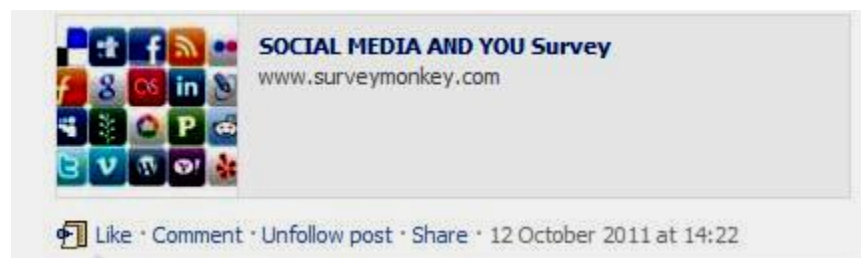 SOCIAL MEDIA AND YOU Survey
www.surveymonkey.com
Like · Comment · Unfollow post · Share · 12 October 2011 at 14:22